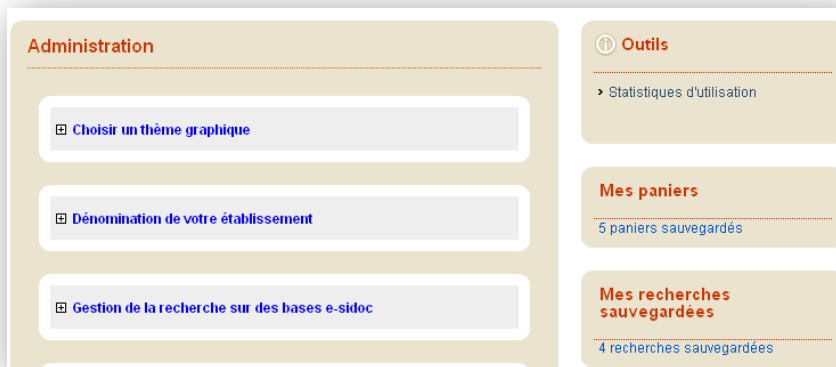 Administration
Choisir un thème graphique
Dénomination de votre établissement
Gestion de la recherche sur des bases e-sidoc
Outils
Statistiques d'utilisation
Mes paniers
5 paniers sauvegardés
Mes recherches
sauvegardées
4 recherches sauvegardées